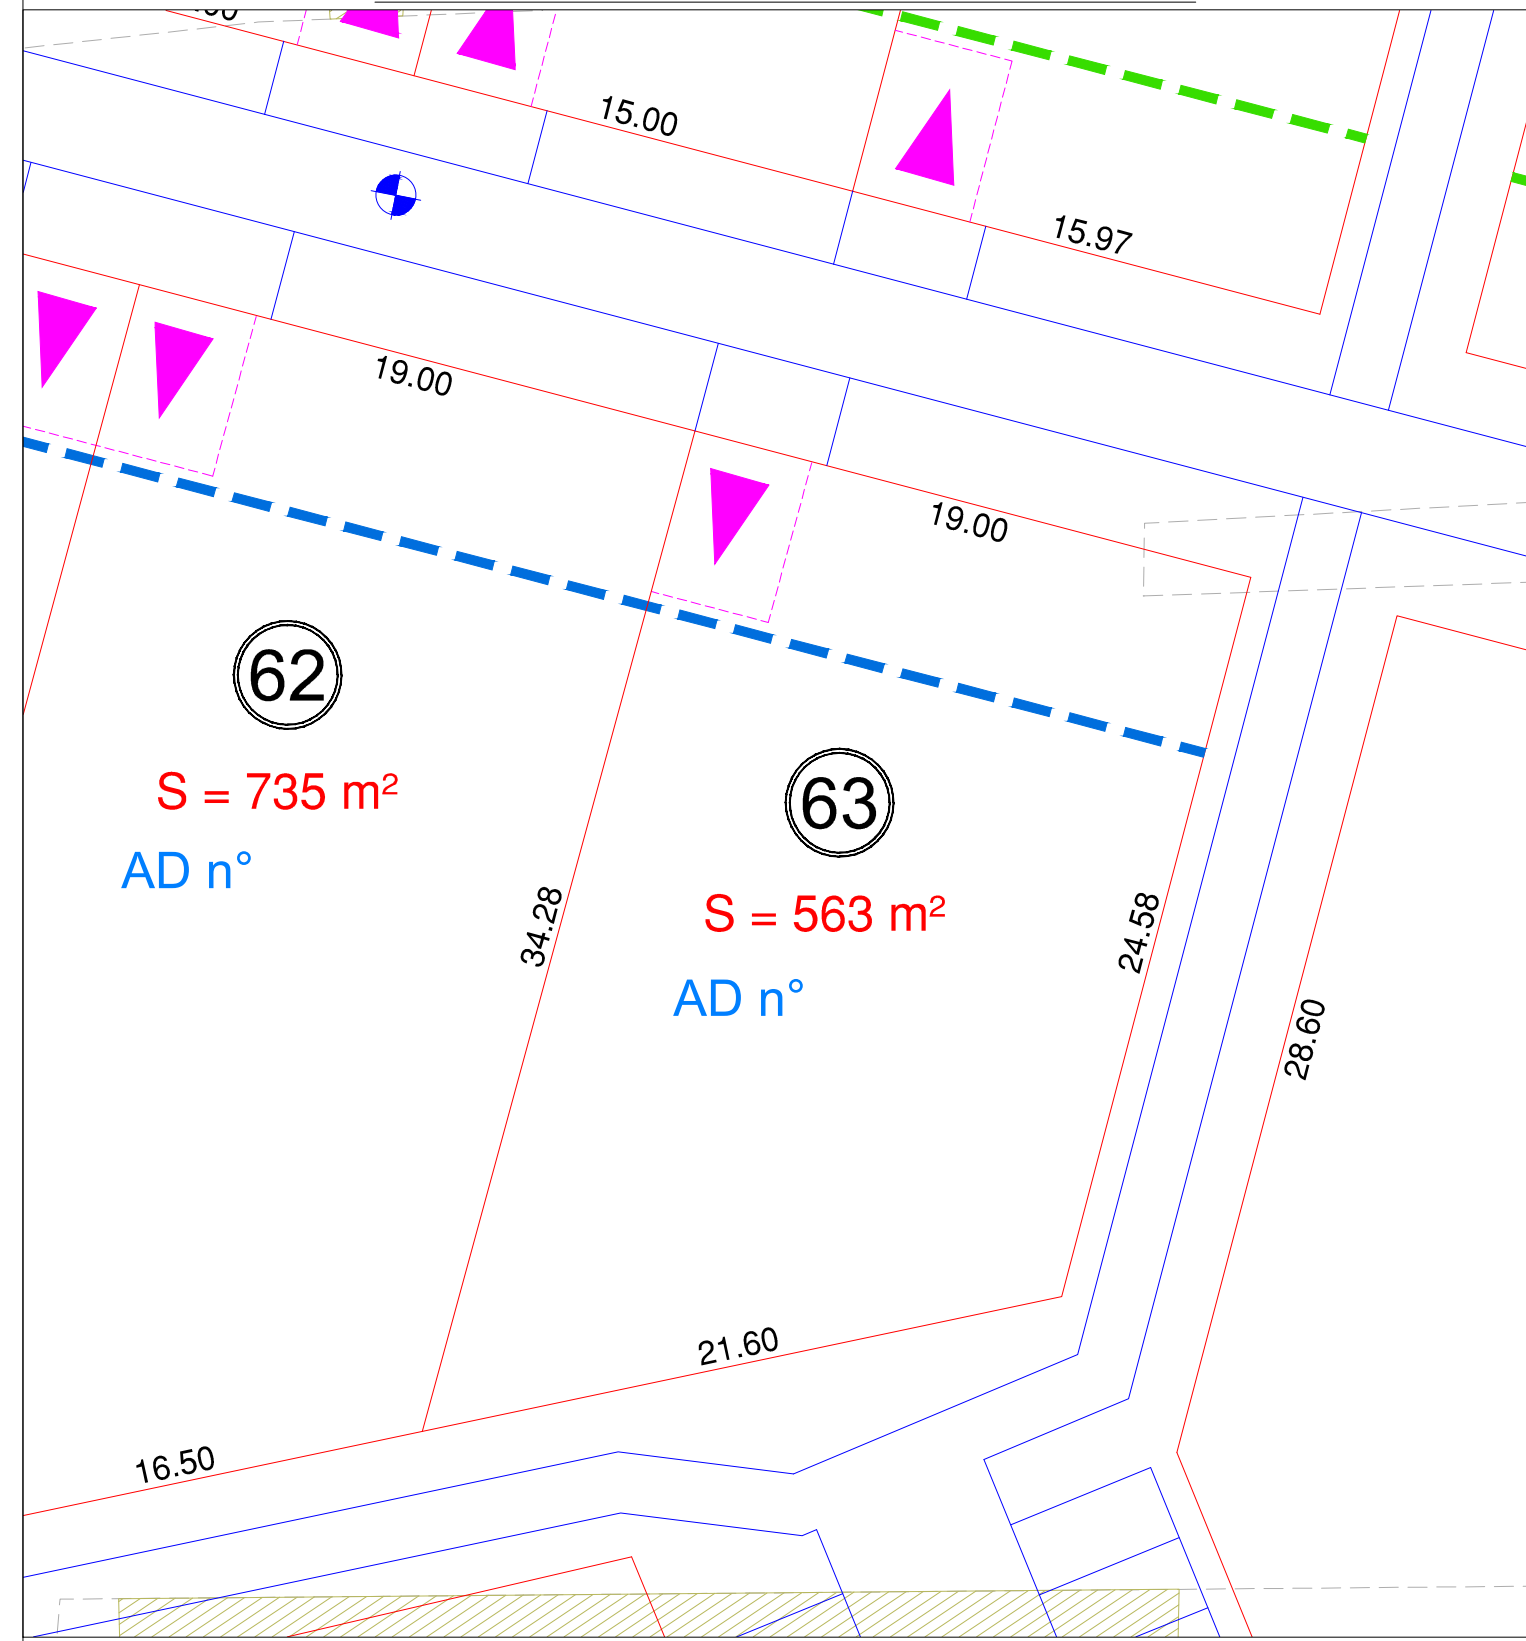 15.00
15.97
19.00
19.00
62
S = 735 m²
AD n°
63
S = 563 m²
AD n°
34.28
24.58
28.60
21.60
16.50